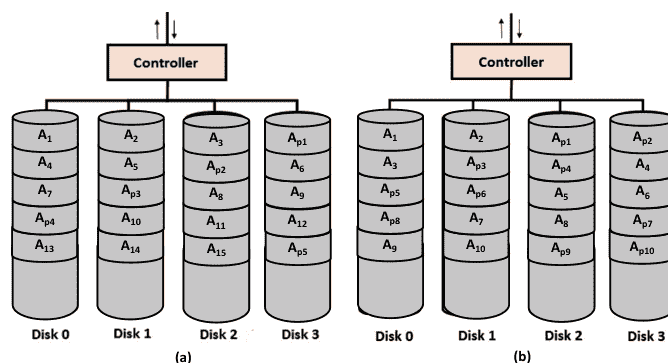 Controller
Controller
A1 A2 A3 Ap1
A4 A5 Ap2 A6
A7 Ap3 A8 A9
Ap4 A10 A11 A12
A13 A14 A15 Ap5
Disk 0 Disk 1 Disk 2 Disk 3
(a)
A1 A2 Ap1 Ap2
A3 Ap3 Ap4 A4
Ap5 Ap6 A5 A6
Ap8 A7 A8 Ap7
A9 A10 Ap9 Ap10
Disk 0 Disk 1 Disk 2 Disk 3
(b)